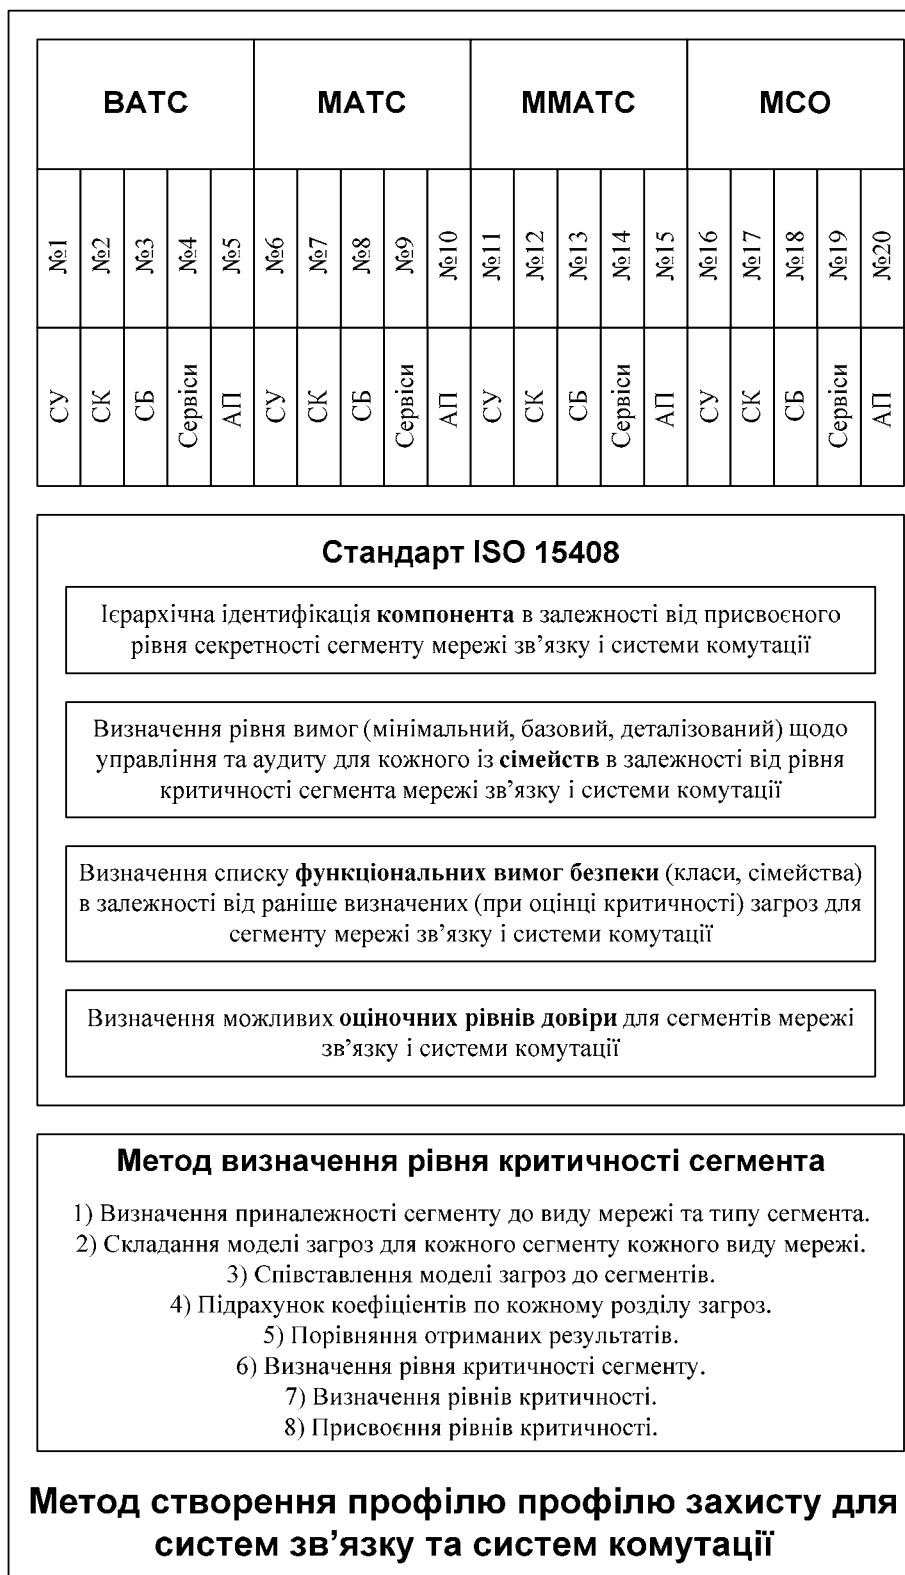 ВАТС МАТС ММАТС МСО
№1 №2 №3 №4 №5 №6 №7 №8 №9 №10 №11 №12 №13 №14 №15 №16 №17 №18 №19 №20
СУ СК СБ Сервіси АП СУ СК СБ Сервіси АП СУ СК СБ Сервіси АП СУ СК СБ Сервіси АП
Стандарт ISO 15408
Ієрархічна ідентифікація компонента в залежності від присвоєного
рівня секретності сегменту мережі зв’язку і системи комутації
Визначення рівня вимог (мінімальний, базовий, деталізований) щодо
управління та аудиту для кожного із сімейств в залежності від рівня
критичності сегмента мережі зв’язку і системи комутації
Визначення списку функціональних вимог безпеки (класи, сімейства)
в залежності від раніше визначених (при оцінці критичності) загроз для
сегменту мережі зв’язку і системи комутації
Визначення можливих оціночних рівнів довіри для сегментів мережі
зв’язку і системи комутації
Метод визначення рівня критичності сегмента
1) Визначення приналежності сегменту до виду мережі та типу сегмента.
2) Складання моделі загроз для кожного сегменту кожного виду мережі.
3) Співставлення моделі загроз до сегментів.
4) Підрахунок коефіцієнтів по кожному розділу загроз.
5) Порівняння отриманих результатів.
6) Визначення рівня критичності сегменту.
7) Визначення рівнів критичності.
8) Присвоєння рівнів критичності.
Метод створення профілю профілю захисту для
систем зв’язку та систем комутації